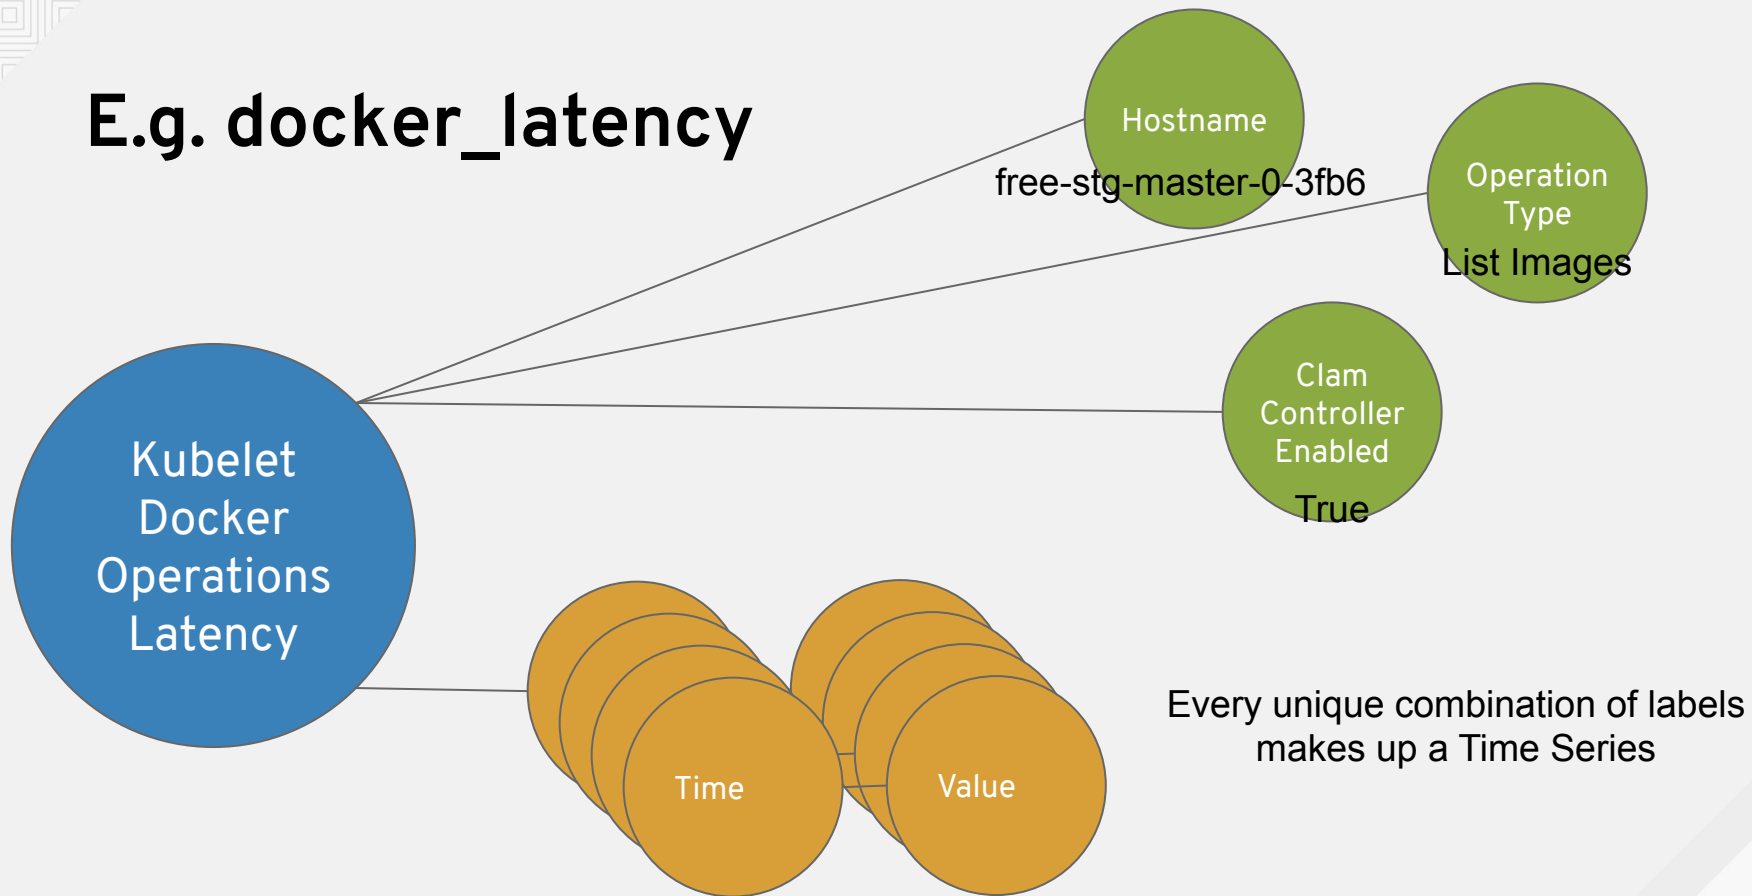 E.g. docker_latency
Hostname
free-stg-master-0-3fb6
Operation
Type
List Images
Clam
Controller
Enabled
True
Kubelet
Docker
Operations
Latency
Time
Value
Every unique combination of labels
makes up a Time Series